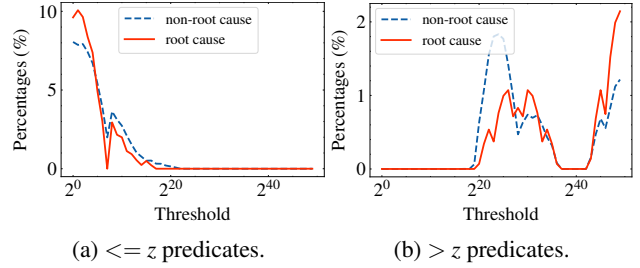 Percentages (%)
10
5
0
non-root cause
root cause
2^0 2^20 2^40
Threshold
(a) <= z predicates.
Percentages (%)
2
1
0
non-root cause
root cause
2^0 2^20 2^40
Threshold
(b) > z predicates.